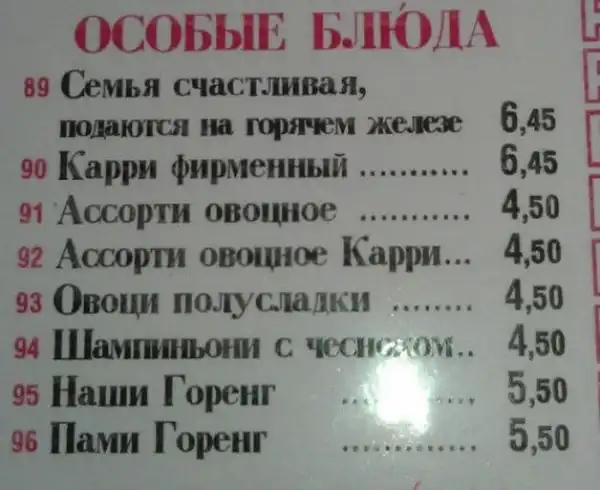 ОСОБЫЕ БЛЮДА
89 Семья счастливая,
подаются на горячем железе 6,45
90 Карри фирменный ........... 6,45
91 Ассорти овоцное ........... 4,50
92 Ассорти овоцное Карри... 4,50
93 Овоци полусладки ........ 4,50
94 Шампиньони с чесноком.. 4,50
95 Наши Горенг ............. 5,50
96 Пами Горенг ............. 5,50